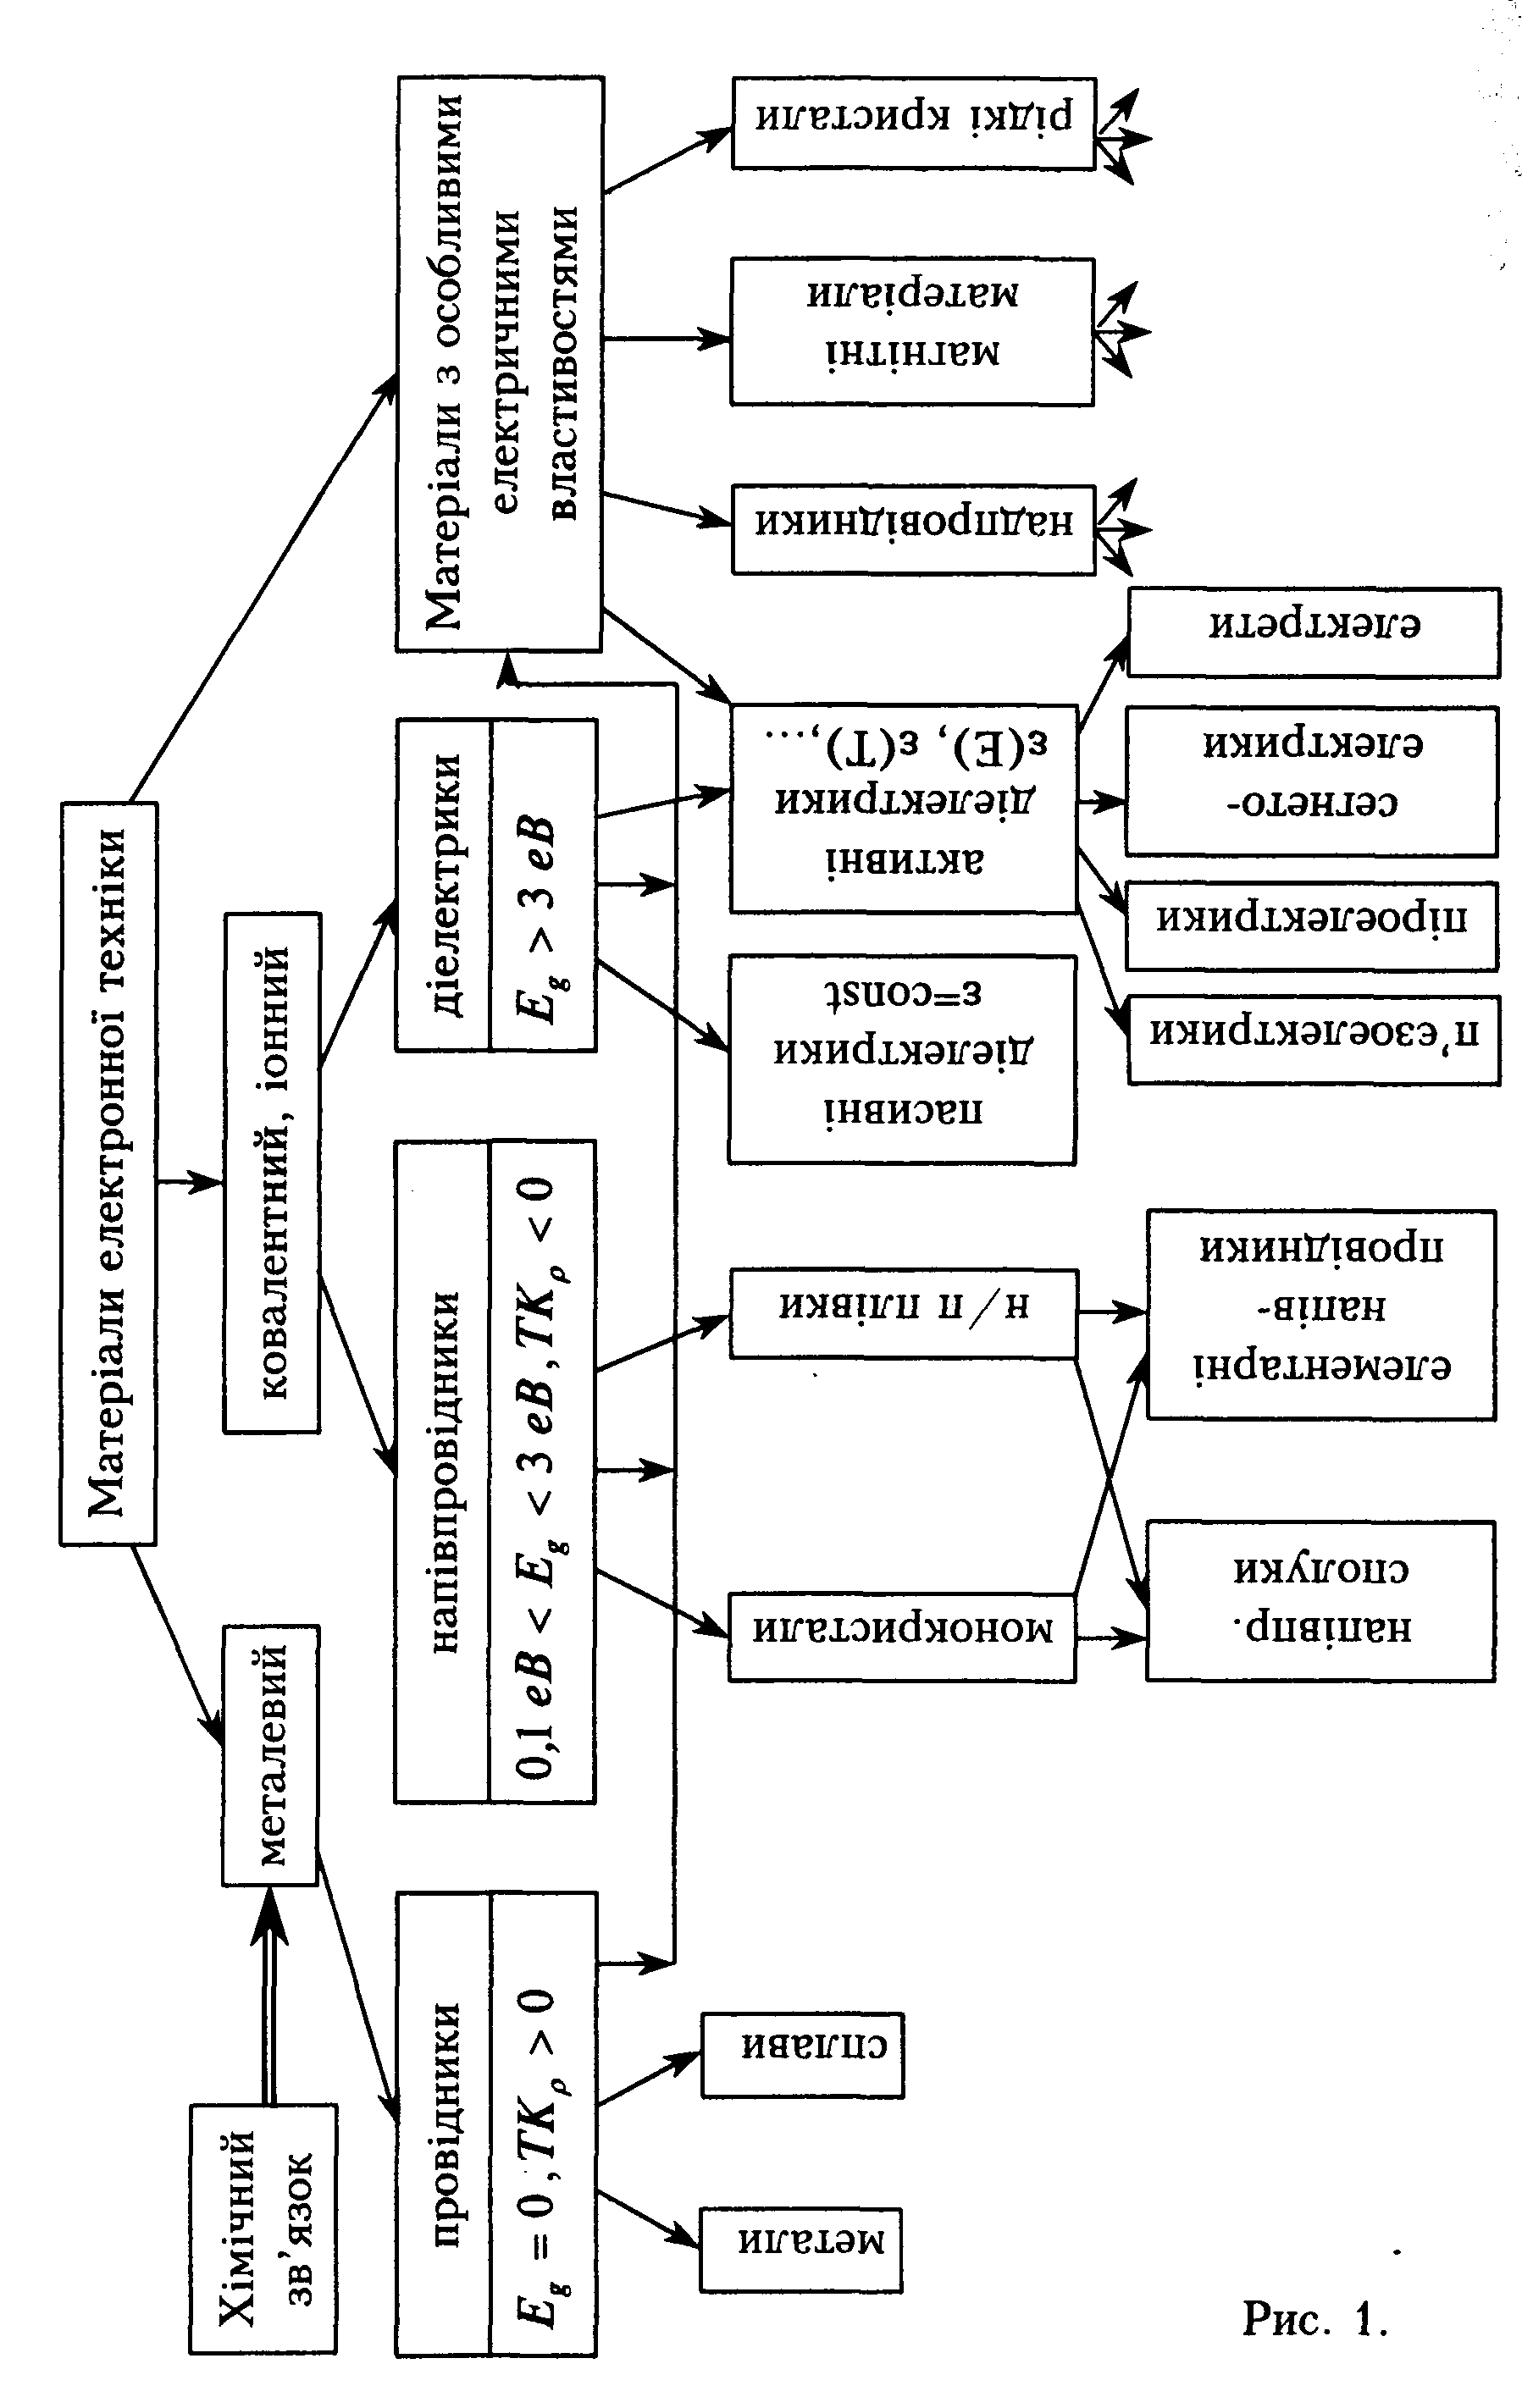 Матеріали електронної техніки
Хімічний
зв'язок
металевий
ковалентний, іонний
Матеріали з особливими
електричними
властивостями
провідники
E_g = 0, TK_ρ > 0
напівпровідники
0,1 eB < E_g < 3 eB, TK_ρ < 0
діелектрики
E_g > 3 eB
метали
сплави
монокристали
н/п плівки
пасивні
діелектрики
ε=const
активні
діелектрики
ε(E), ε(T),...
надпровідники
магнітні
матеріали
рідкі кристали
напівпр.
сполуки
елементарні
напів-
провідники
п'єзоелектрики
піроелектрики
сегнето-
електрики
електрети
Рис. 1.